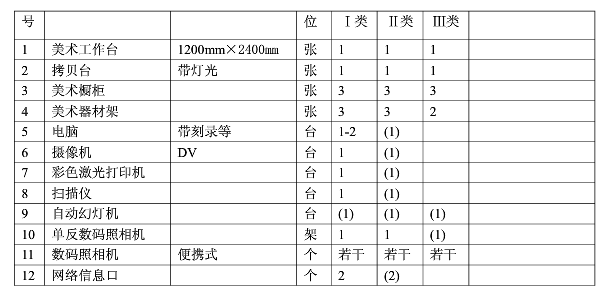 号 位 Ⅰ类 Ⅱ类 Ⅲ类
1 美术工作台 1200mm×2400㎜ 张 1 1 1
2 拷贝台 带灯光 张 1 1 1
3 美术橱柜 张 3 3 3
4 美术器材架 张 3 3 2
5 电脑 带刻录等 台 1-2 (1)
6 摄像机 DV 台 1 (1)
7 彩色激光打印机 台 1 (1)
8 扫描仪 台 1 (1)
9 自动幻灯机 台 (1) (1) (1)
10 单反数码照相机 架 1 1 (1)
11 数码照相机 便携式 个 若干 若干 若干
12 网络信息口 个 2 (2)